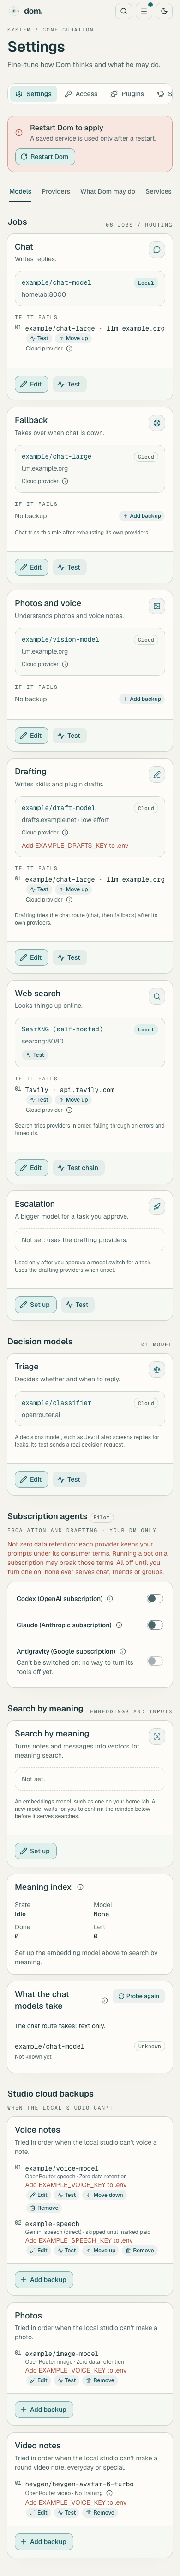 dom.
SYSTEM / CONFIGURATION
Settings
Fine-tune how Dom thinks and what he may do.
Settings
Access
Plugins
S
Restart Dom to apply
A saved service is used only after a restart.
Restart Dom
Models
Providers
What Dom may do
Services
Jobs
06 JOBS / ROUTING
Chat
Writes replies.
example/chat-model
Local
homelab:8000
IF IT FAILS
01 example/chat-large · llm.example.org
Test
Move up
Cloud provider
Edit
Test
Fallback
Takes over when chat is down.
example/chat-large
Cloud
llm.example.org
Cloud provider
IF IT FAILS
No backup
Add backup
Chat tries this role after exhausting its own providers.
Edit
Test
Photos and voice
Understands photos and voice notes.
example/vision-model
Cloud
llm.example.org
Cloud provider
IF IT FAILS
No backup
Add backup
Edit
Test
Drafting
Writes skills and plugin drafts.
example/draft-model
Cloud
drafts.example.net · low effort
Cloud provider
Add EXAMPLE_DRAFTS_KEY to .env
IF IT FAILS
01 example/chat-large · llm.example.org
Test
Move up
Cloud provider
Drafting tries the chat route (chat, then fallback) after its
own providers.
Edit
Test
Web search
Looks things up online.
SearXNG (self-hosted)
Local
searxng:8080
Test
IF IT FAILS
01 Tavily · api.tavily.com
Test
Move up
Cloud provider
Search tries providers in order, falling through on errors and
timeouts.
Edit
Test chain
Escalation
A bigger model for a task you approve.
Not set: uses the drafting providers.
Used only after you approve a model switch for a task.
Uses the drafting providers when unset.
Set up
Test
Decision models
01 MODEL
Triage
Decides whether and when to reply.
example/classifier
Cloud
openrouter.ai
A decisions model, such as Jev: it also screens replies for
leaks. Its test sends a real decision request.
Edit
Test
Subscription agents
Pilot
ESCALATION AND DRAFTING · YOUR DM ONLY
Not zero data retention: each provider keeps your
prompts under its consumer terms. Running a bot on a
subscription may break those terms. All off until you
turn one on; none ever serves chat, friends or groups.
Codex (OpenAI subscription)
Claude (Anthropic subscription)
Antigravity (Google subscription)
Can't be switched on: no way to turn its
tools off yet.
Search by meaning
EMBEDDINGS AND INPUTS
Search by meaning
Turns notes and messages into vectors for
meaning search.
Not set.
An embeddings model, such as one on your home lab. A
new model waits for you to confirm the reindex below
before it serves searches.
Set up
Meaning index
State
Model
Idle
None
Done
Left
0
0
Set up the embedding model above to search by
meaning.
What the chat
models take
Probe again
The chat route takes: text only.
example/chat-model
Unknown
Not known yet
Studio cloud backups
WHEN THE LOCAL STUDIO CAN'T
Voice notes
Tried in order when the local studio can't voice a
note.
01 example/voice-model
OpenRouter speech · Zero data retention
Add EXAMPLE_VOICE_KEY to .env
Edit
Test
Move down
Remove
02 example-speech
Gemini speech (direct) · skipped until marked paid
Add EXAMPLE_SPEECH_KEY to .env
Edit
Test
Move up
Remove
Add backup
Photos
Tried in order when the local studio can't make a
photo.
01 example/image-model
OpenRouter image · Zero data retention
Add EXAMPLE_VOICE_KEY to .env
Edit
Test
Remove
Add backup
Video notes
Tried in order when the local studio can't make a
round video note, everyday or special.
01 heygen/heygen-avatar-6-turbo
OpenRouter video · No training
Add EXAMPLE_VOICE_KEY to .env
Edit
Test
Remove
Add backup